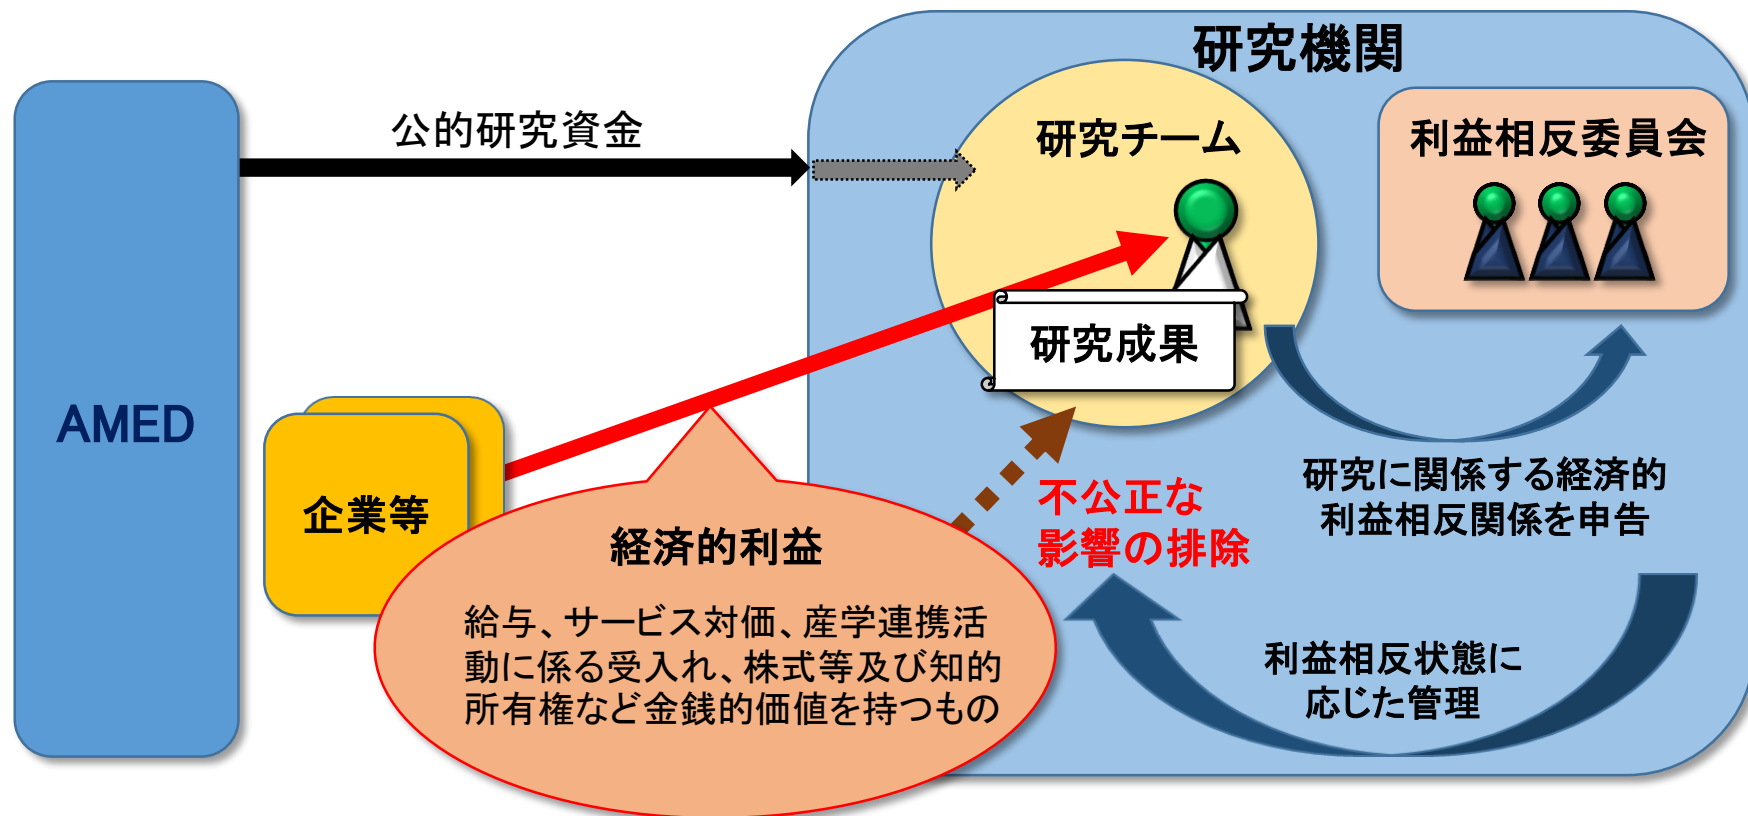 研究機関
公的研究資金
研究チーム
利益相反委員会
研究成果
AMED
企業等
経済的利益
給与、サービス対価、産学連携活
動に係る受入れ、株式等及び知的
所有権など金銭的価値を持つもの
不公正な
影響の排除
研究に関係する経済的
利益相反関係を申告
利益相反状態に
応じた管理